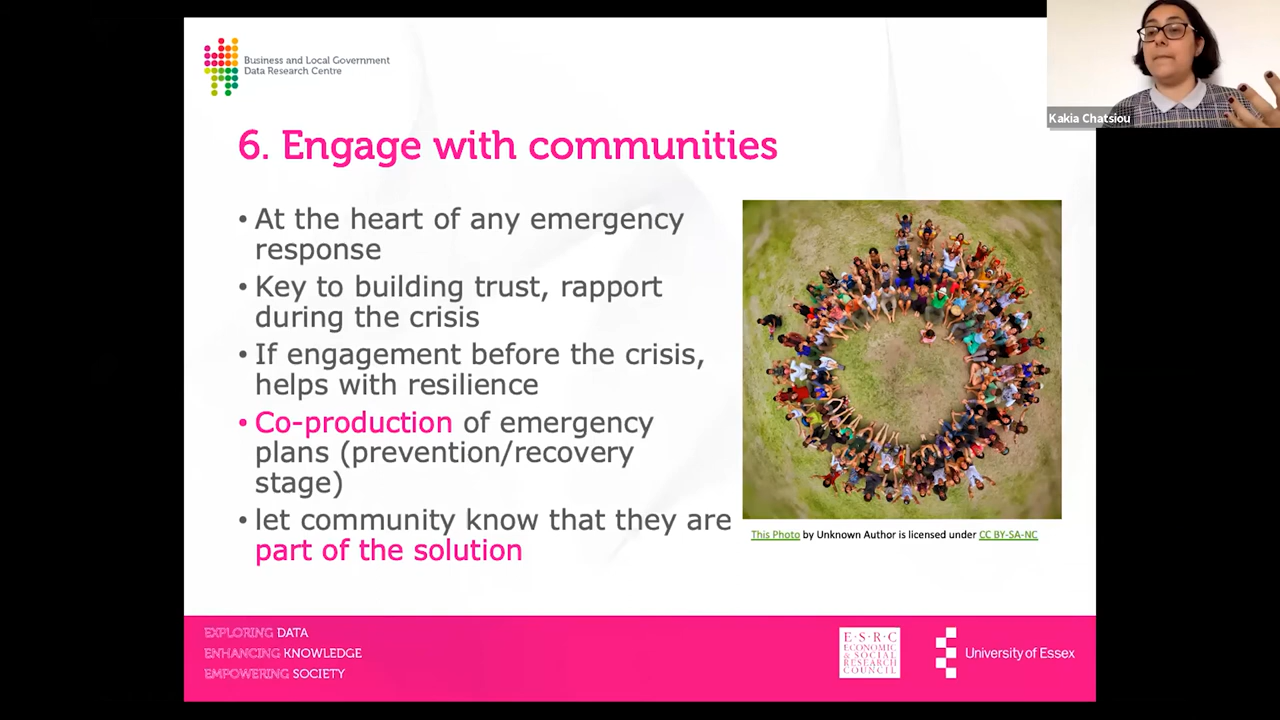 Business and Local Government
Data Research Centre
Kakia Chatsiou
6. Engage with communities
• At the heart of any emergency
response
• Key to building trust, rapport
during the crisis
• If engagement before the crisis,
helps with resilience
• Co-production of emergency
plans (prevention/recovery
stage)
• let community know that they are
part of the solution
This Photo by Unknown Author is licensed under CC BY-SA-NC
EXPLORING DATA
ENHANCING KNOWLEDGE
EMPOWERING SOCIETY
E·S·R·C
ECONOMIC
& SOCIAL
RESEARCH
COUNCIL
University of Essex